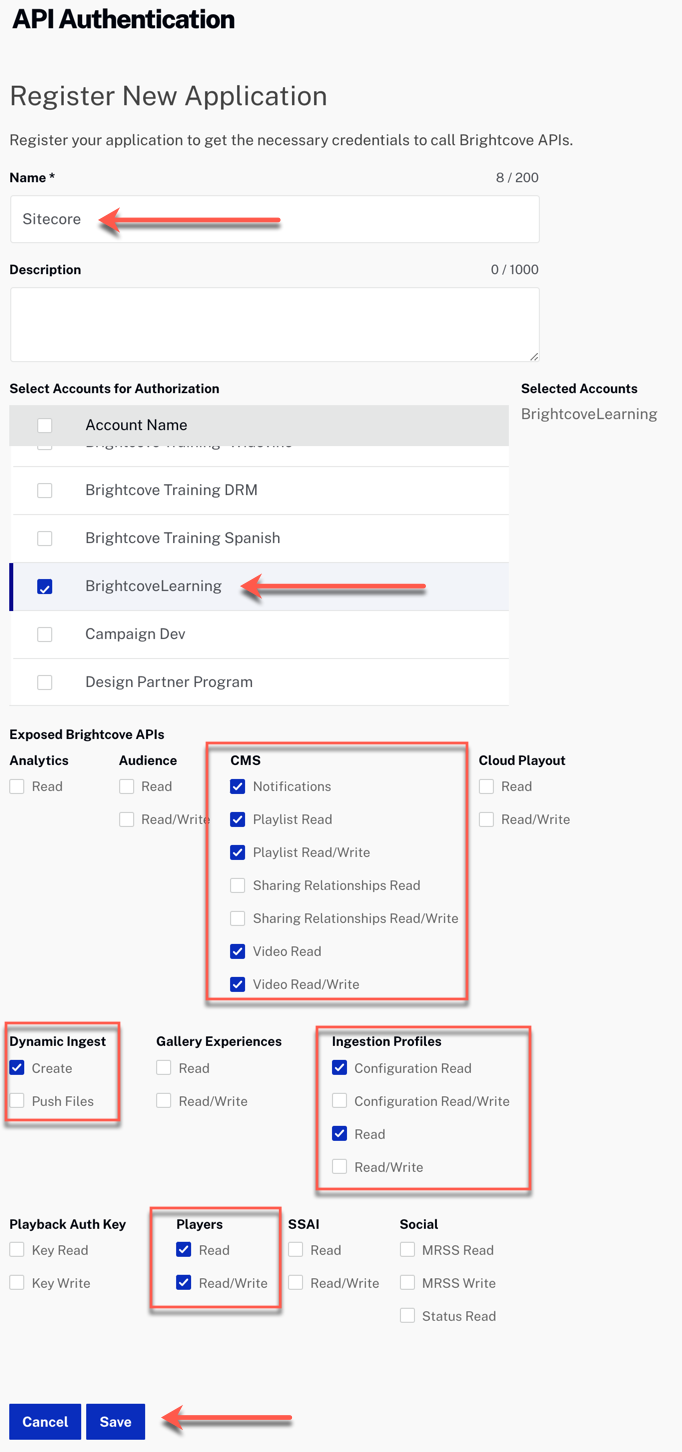 API Authentication
Register New Application
Register your application to get the necessary credentials to call Brightcove APIs.
Name * 8 / 200
Sitecore
Description 0 / 1000
Select Accounts for Authorization Selected Accounts
Account Name BrightcoveLearning
Brightcove Training DRM
Brightcove Training Spanish
BrightcoveLearning
Campaign Dev
Design Partner Program
Exposed Brightcove APIs
Analytics Audience CMS Cloud Playout
Read Read Notifications Read
Read/Write Playlist Read Read/Write
Playlist Read/Write
Sharing Relationships Read
Sharing Relationships Read/Write
Video Read
Video Read/Write
Dynamic Ingest Gallery Experiences Ingestion Profiles
Create Read Configuration Read
Push Files Read/Write Configuration Read/Write
Read
Read/Write
Playback Auth Key Players SSAI Social
Key Read Read Read MRSS Read
Key Write Read/Write Read/Write MRSS Write
Status Read
Cancel Save